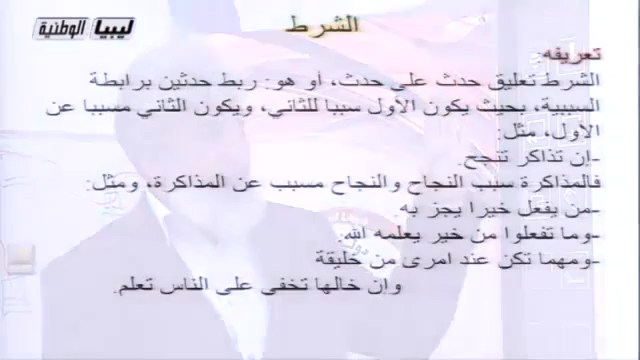 ليبيا الوطنية
الشرط
تعريفه
الشرط تعليق حدث على حدث، أو هو: ربط حدثين برابطة
السببية، بحيث يكون الأول سببا للثاني، ويكون الثاني مسببا عن
الأول، مثل:
-إن تذاكر تنجح.
فالمذاكرة سبب النجاح والنجاح مسبب عن المذاكرة، ومثل:
-من يفعل خيرا يجز به
-وما تفعلوا من خير يعلمه الله.
-ومهما تكن عند امرى من خليقة
وإن خالها تخفى على الناس تعلم.